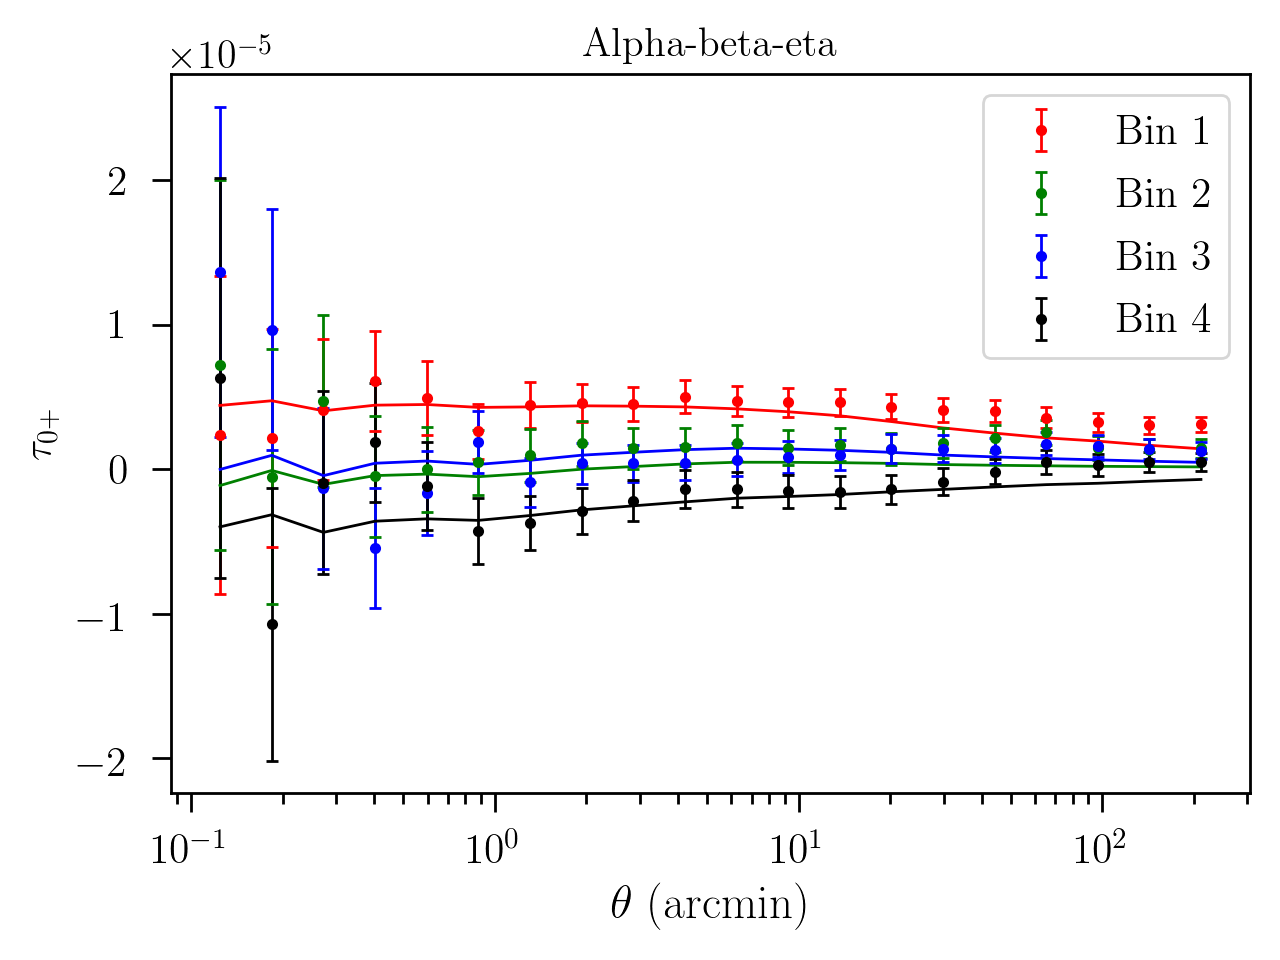 ×10⁻⁵
Alpha-beta-eta
Bin 1
Bin 2
Bin 3
Bin 4
2
1
0
−1
−2
τ₀₊
10⁻¹
10⁰
10¹
10²
θ (arcmin)